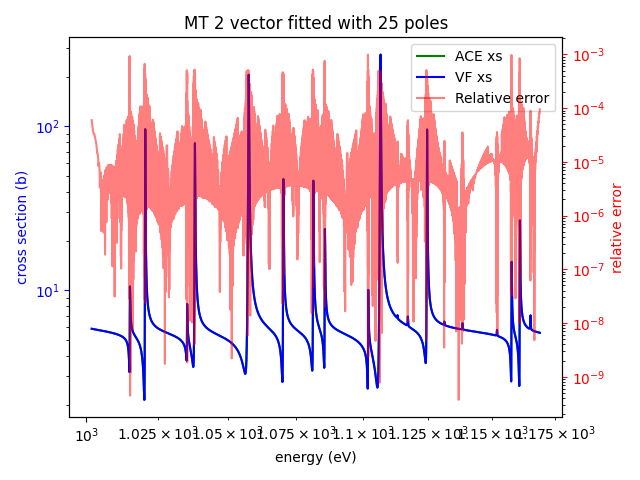 MT 2 vector fitted with 25 poles
ACE xs
VF xs
Relative error
cross section (b)
10²
10¹
relative error
10⁻³
10⁻⁴
10⁻⁵
10⁻⁶
10⁻⁷
10⁻⁸
10⁻⁹
10³
1.025 × 10³
1.05 × 10³
1.075 × 10³
1.1 × 10³
1.125 × 10³
1.15 × 10³
1.175 × 10³
energy (eV)